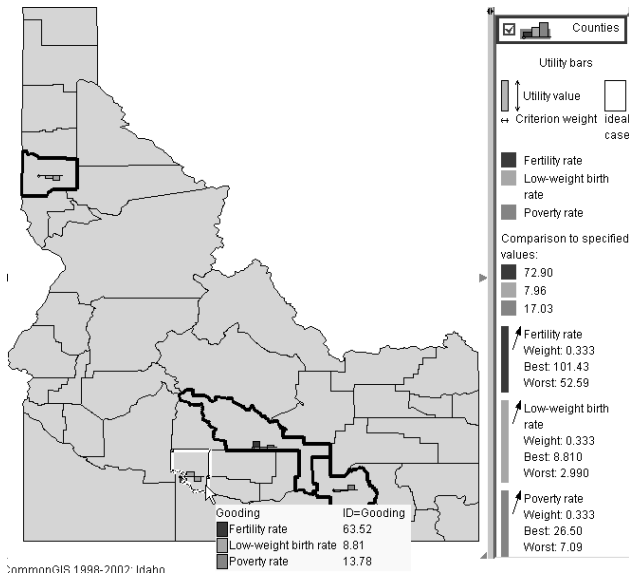 Counties
Utility bars
Utility value
Criterion weight
ideal
case
Fertility rate
Low-weight birth
rate
Poverty rate
Comparison to specified
values:
72.90
7.96
17.03
Fertility rate
Weight: 0.333
Best: 101.43
Worst: 52.59
Low-weight birth
rate
Weight: 0.333
Best: 8.810
Worst: 2.990
Poverty rate
Weight: 0.333
Best: 26.50
Worst: 7.09
Gooding ID=Gooding
Fertility rate 63.52
Low-weight birth rate 8.81
Poverty rate 13.78
CommonGIS 1998-2002: Idaho